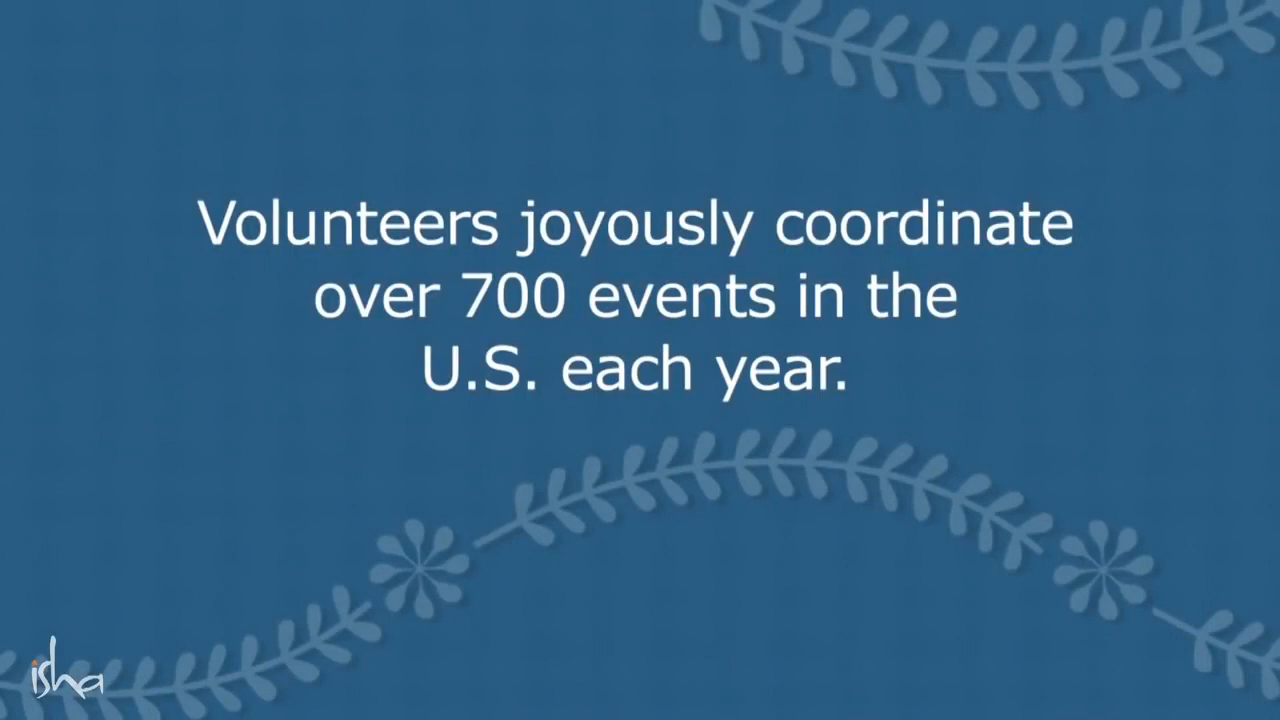 Volunteers joyously coordinate
over 700 events in the
U.S. each year.
isha